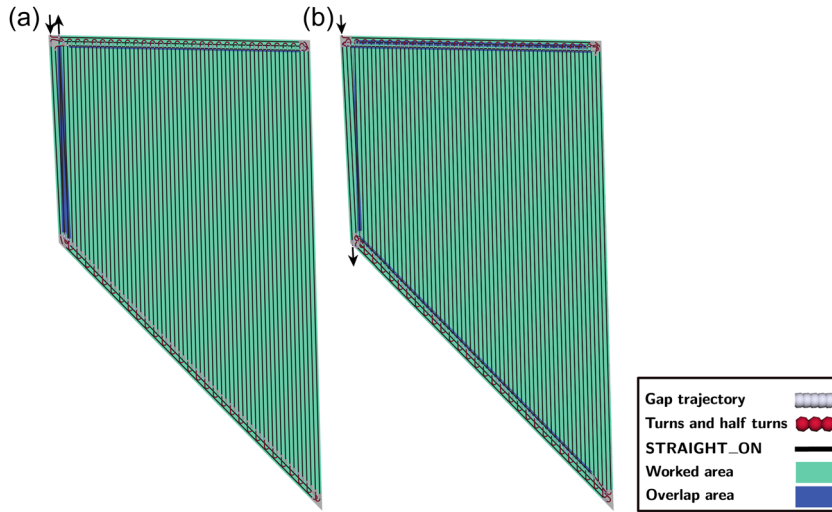 (a)
(b)
Gap trajectory
Turns and half turns
STRAIGHT_ON
Worked area
Overlap area